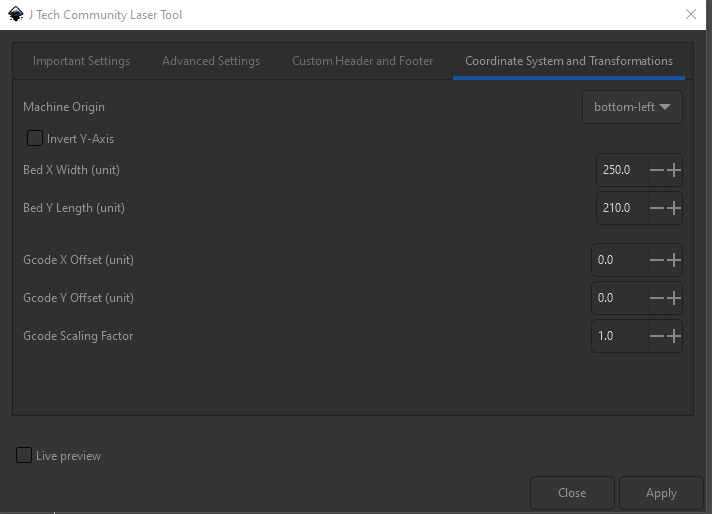 J Tech Community Laser Tool
Important Settings Advanced Settings Custom Header and Footer Coordinate System and Transformations
Machine Origin bottom-left
Invert Y-Axis
Bed X Width (unit) 250.0
Bed Y Length (unit) 210.0
Gcode X Offset (unit) 0.0
Gcode Y Offset (unit) 0.0
Gcode Scaling Factor 1.0
Live preview
Close Apply